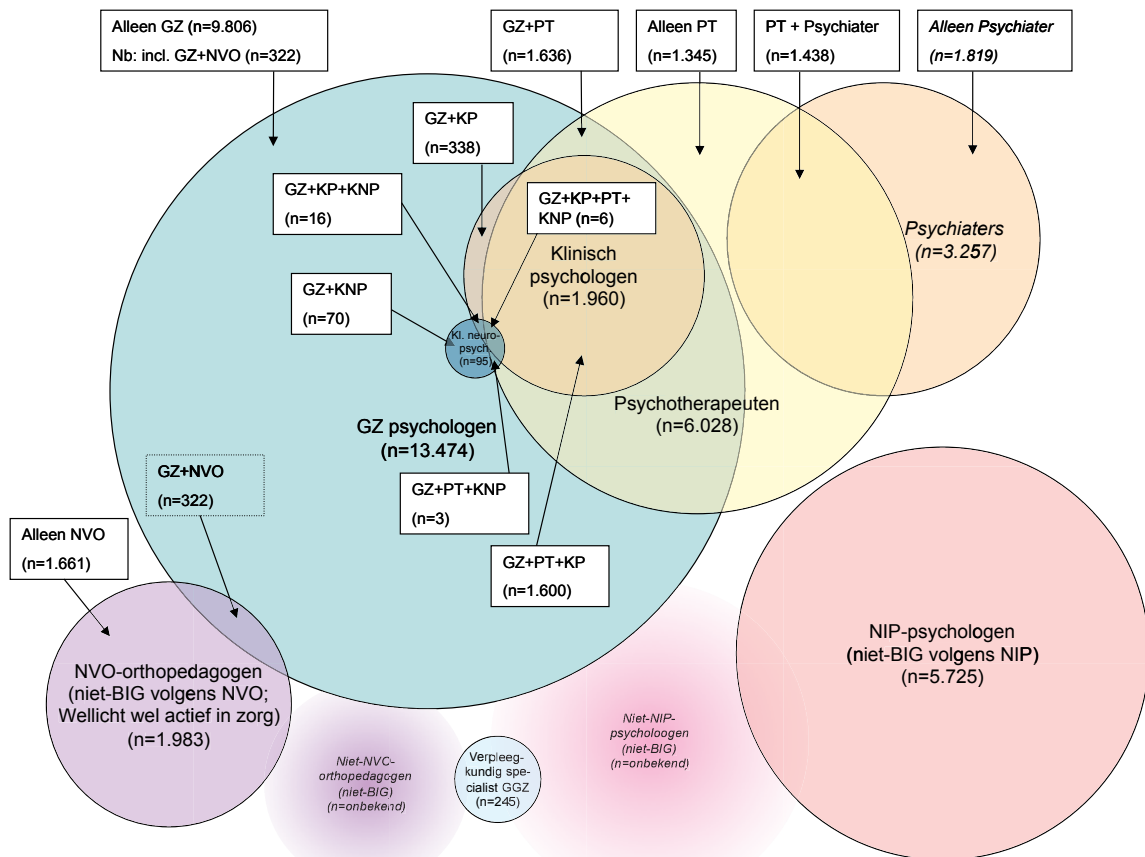 Alleen GZ (n=9.806)
Nb: incl. GZ+NVO (n=322)
GZ+PT
(n=1.636)
Alleen PT
(n=1.345)
PT + Psychiater
(n=1.438)
Alleen Psychiater
(n=1.819)
GZ+KP
(n=338)
GZ+KP+KNP
(n=16)
GZ+KP+PT+
KNP (n=6)
Psychiaters
(n=3.257)
Klinisch
psychologen
(n=1.960)
GZ+KNP
(n=70)
Kl. neuro-
psych
(n=95)
Psychotherapeuten
(n=6.028)
GZ psychologen
(n=13.474)
GZ+NVO
(n=322)
GZ+PT+KNP
(n=3)
Alleen NVO
(n=1.661)
GZ+PT+KP
(n=1.600)
NIP-psychologen
(niet-BIG volgens NIP)
(n=5.725)
NVO-orthopedagogen
(niet-BIG volgens NVO;
Wellicht wel actief in zorg)
(n=1.983)
Niet-NIP-
psycholoogen
(niet-BIG)
(n=onbekend)
Niet-NVO-
orthopedagogen
(niet-BIG)
(n=onbekend)
Verpleeg-
kundig spe-
cialist GGZ
(n=245)